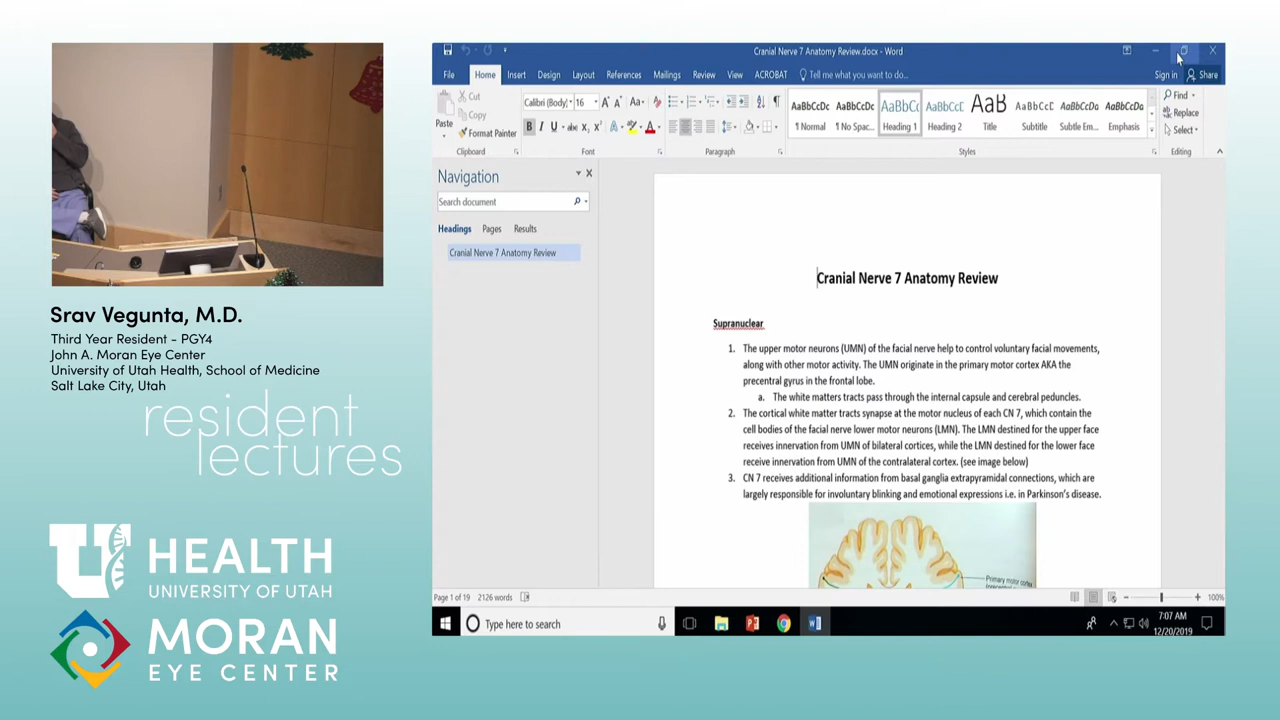 Srav Vegunta, M.D.
Third Year Resident - PGY4
John A. Moran Eye Center
University of Utah Health, School of Medicine
Salt Lake City, Utah
resident
lectures
U HEALTH
UNIVERSITY OF UTAH
MORAN
EYE CENTER
Cranial Nerve 7 Anatomy Review.docx - Word
File Home Insert Design Layout References Mailings Review View ACROBAT Tell me what you want to do... Sign in Share
Paste
Cut
Copy
Format Painter
Calibri (Body) 16
AaBbCcDc AaBbCcDc AaBbCc AaBbCcD AaB AaBbCcD AaBbCcDc AaBbCcDc
¶ Normal ¶ No Spac... Heading 1 Heading 2 Title Subtitle Subtle Em... Emphasis
Find
Replace
Select
Clipboard Font Paragraph Styles Editing
Navigation
Search document
Headings Pages Results
Cranial Nerve 7 Anatomy Review
Cranial Nerve 7 Anatomy Review
Supranuclear
1. The upper motor neurons (UMN) of the facial nerve help to control voluntary facial movements,
along with other motor activity. The UMN originate in the primary motor cortex AKA the
precentral gyrus in the frontal lobe.
a. The white matters tracts pass through the internal capsule and cerebral peduncles.
2. The cortical white matter tracts synapse at the motor nucleus of each CN 7, which contain the
cell bodies of the facial nerve lower motor neurons (LMN). The LMN destined for the upper face
receives innervation from UMN of bilateral cortices, while the LMN destined for the lower face
receive innervation from UMN of the contralateral cortex. (see image below)
3. CN 7 receives additional information from basal ganglia extrapyramidal connections, which are
largely responsible for involuntary blinking and emotional expressions i.e. in Parkinson's disease.
Primary motor cortex
Page 1 of 19 2126 words
100%
Type here to search
7:07 AM
12/20/2019